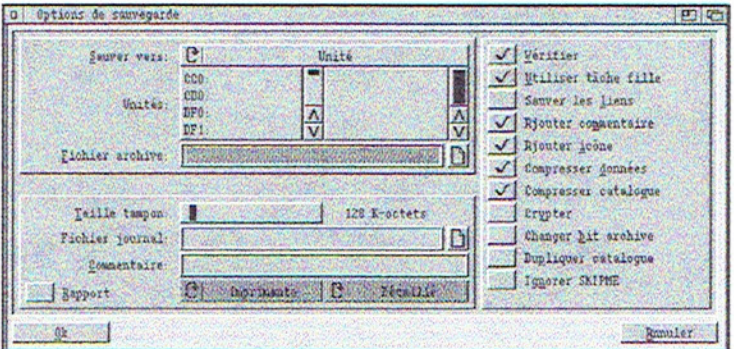 Options de sauvegarde
Sauver vers:
Unité
Unités:
CC0
CD0
DF0:
DF1:
Fichier archive:
Taille tampon:
128 K-octets
Fichier journal:
Commentaire:
Rapport
Imprimante
Détaillé
Vérifier
Utiliser tâche fille
Sauver les liens
Ajouter commentaire
Ajouter icône
Compresser données
Compresser catalogue
Crypter
Changer bit archive
Dupliquer catalogue
Ignorer SKIPME
Ok
Annuler